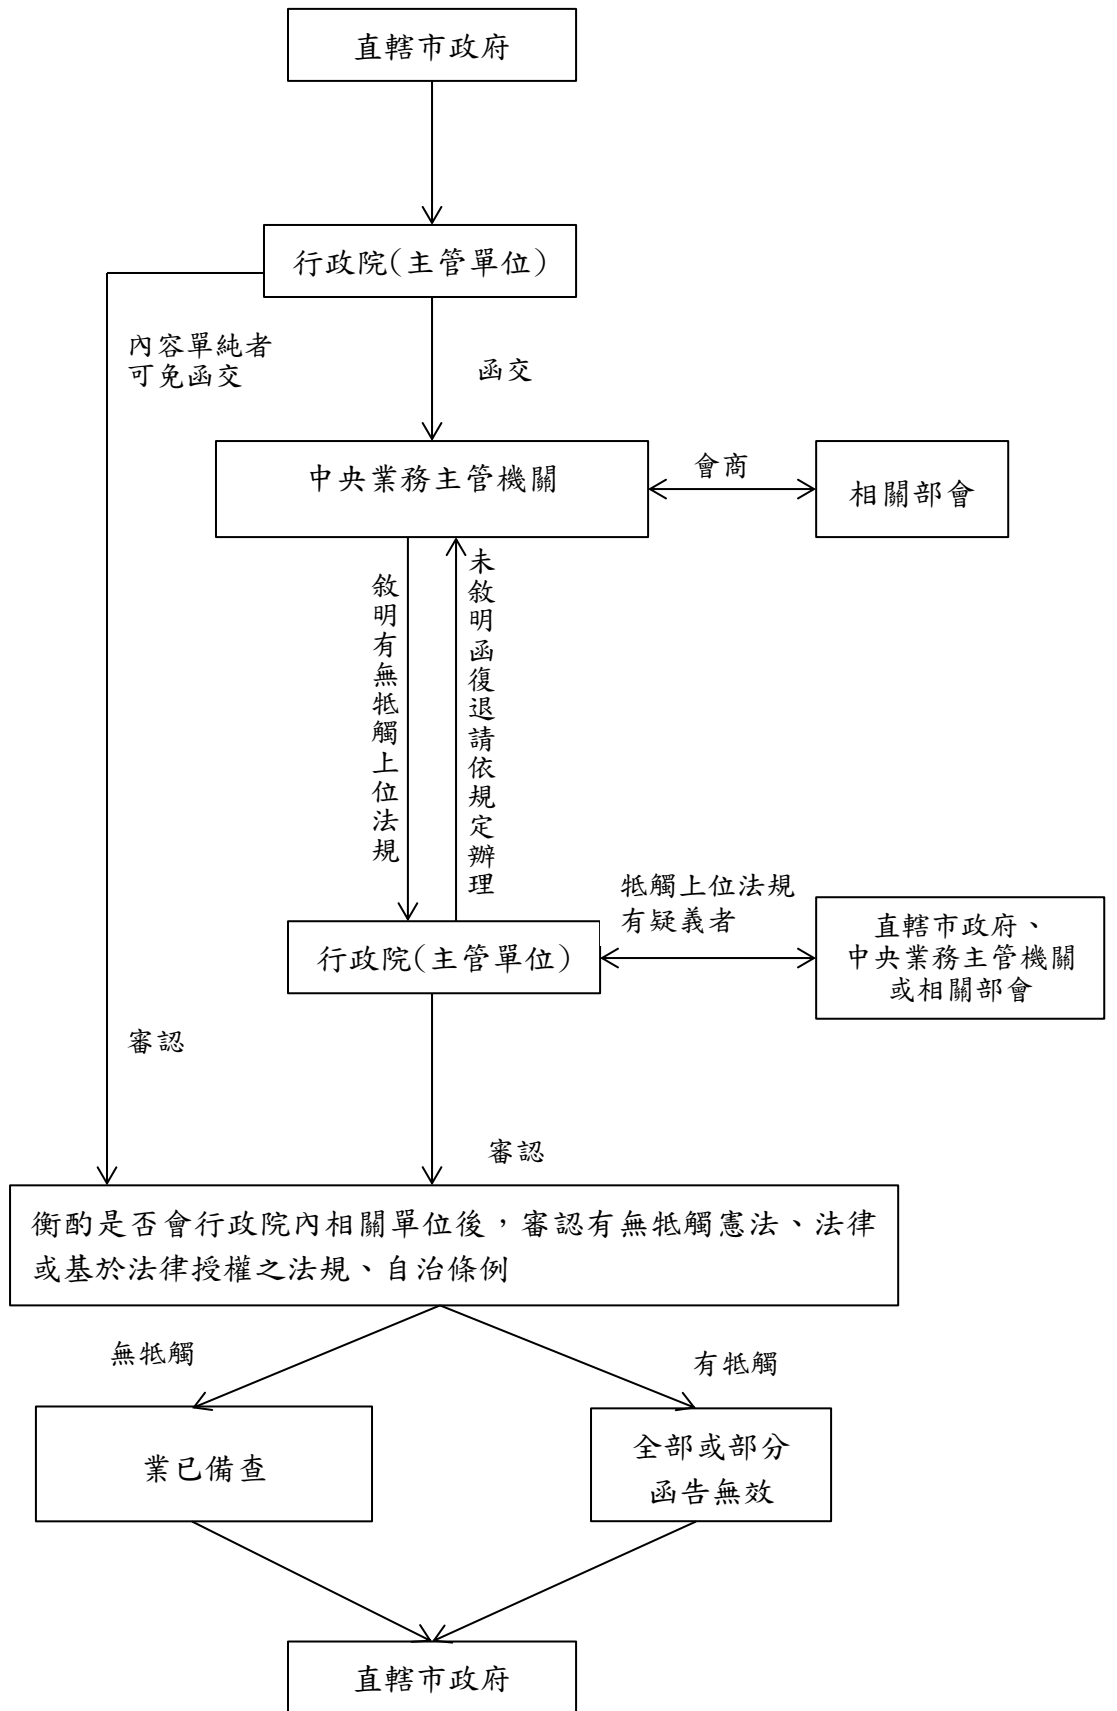 直轄市政府
行政院(主管單位)
內容單純者
可免函交
函交
中央業務主管機關
會商
相關部會
敘明有無牴觸上位法規
未敘明函復退請依規定辦理
行政院(主管單位)
牴觸上位法規
有疑義者
直轄市政府、
中央業務主管機關
或相關部會
審認
審認
衡酌是否會行政院內相關單位後，審認有無牴觸憲法、法律
或基於法律授權之法規、自治條例
無牴觸
有牴觸
業已備查
全部或部分
函告無效
直轄市政府